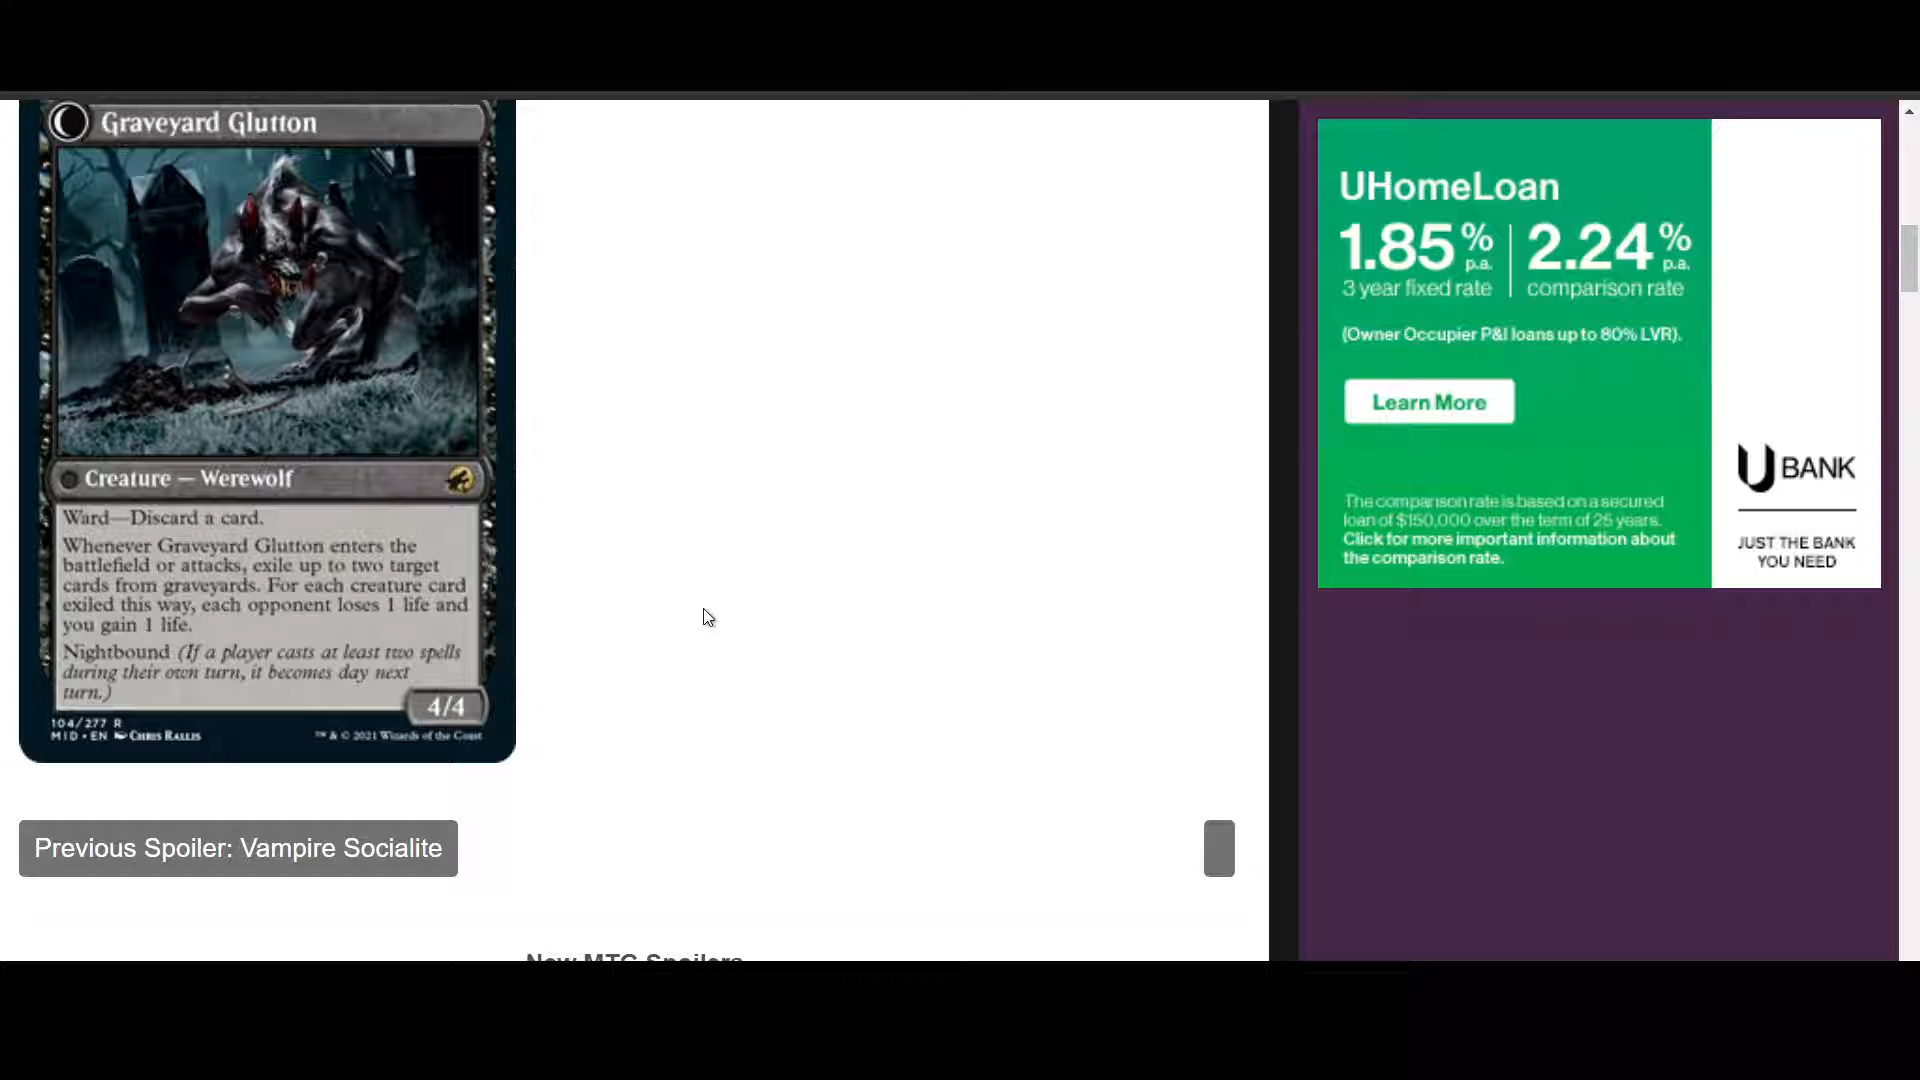 Graveyard Glutton
Creature — Werewolf
Ward—Discard a card.
Whenever Graveyard Glutton enters the
battlefield or attacks, exile up to two target
cards from graveyards. For each creature card
exiled this way, each opponent loses 1 life and
you gain 1 life.
Nightbound (If a player casts at least two spells
during their own turn, it becomes day next
turn.)
4/4
104/277 R
MID • EN CHRIS RALLIS
™ & © 2021 Wizards of the Coast
Previous Spoiler: Vampire Socialite
New MTG Spoilers
UHomeLoan
1.85% p.a.
3 year fixed rate
2.24% p.a.
comparison rate
(Owner Occupier P&I loans up to 80% LVR).
Learn More
The comparison rate is based on a secured
loan of $150,000 over the term of 25 years.
Click for more important information about
the comparison rate.
UBANK
JUST THE BANK
YOU NEED